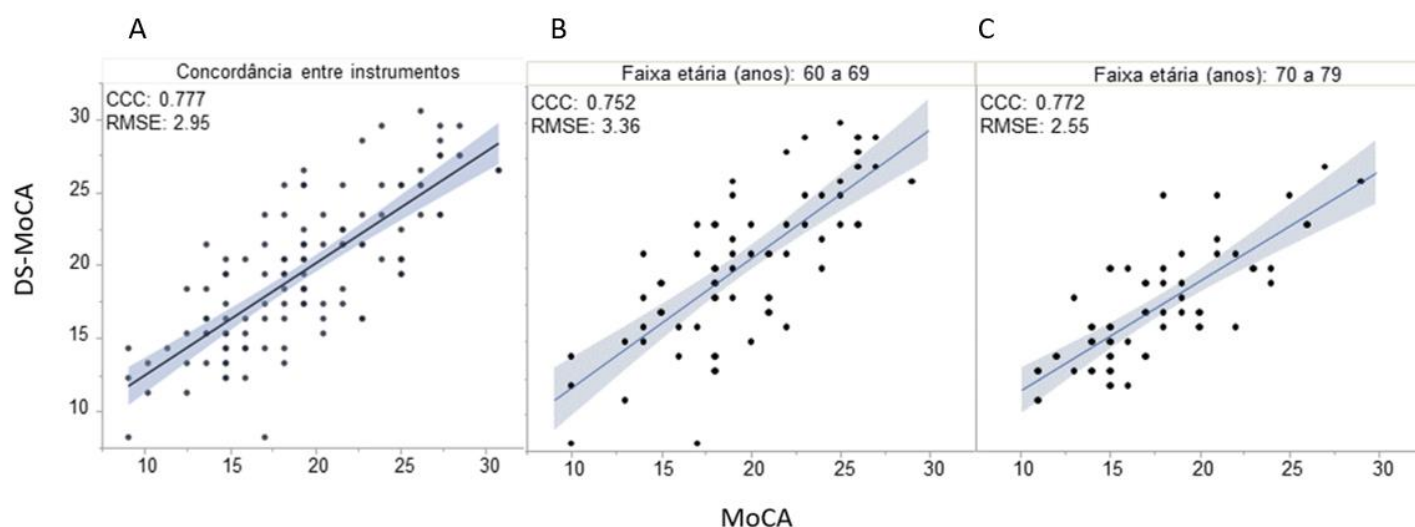 A
B
C
Concordância entre instrumentos
CCC: 0.777
RMSE: 2.95
Faixa etária (anos): 60 a 69
CCC: 0.752
RMSE: 3.36
Faixa etária (anos): 70 a 79
CCC: 0.772
RMSE: 2.55
DS-MoCA
30
25
20
15
10
10 15 20 25 30
10 15 20 25 30
10 15 20 25 30
MoCA